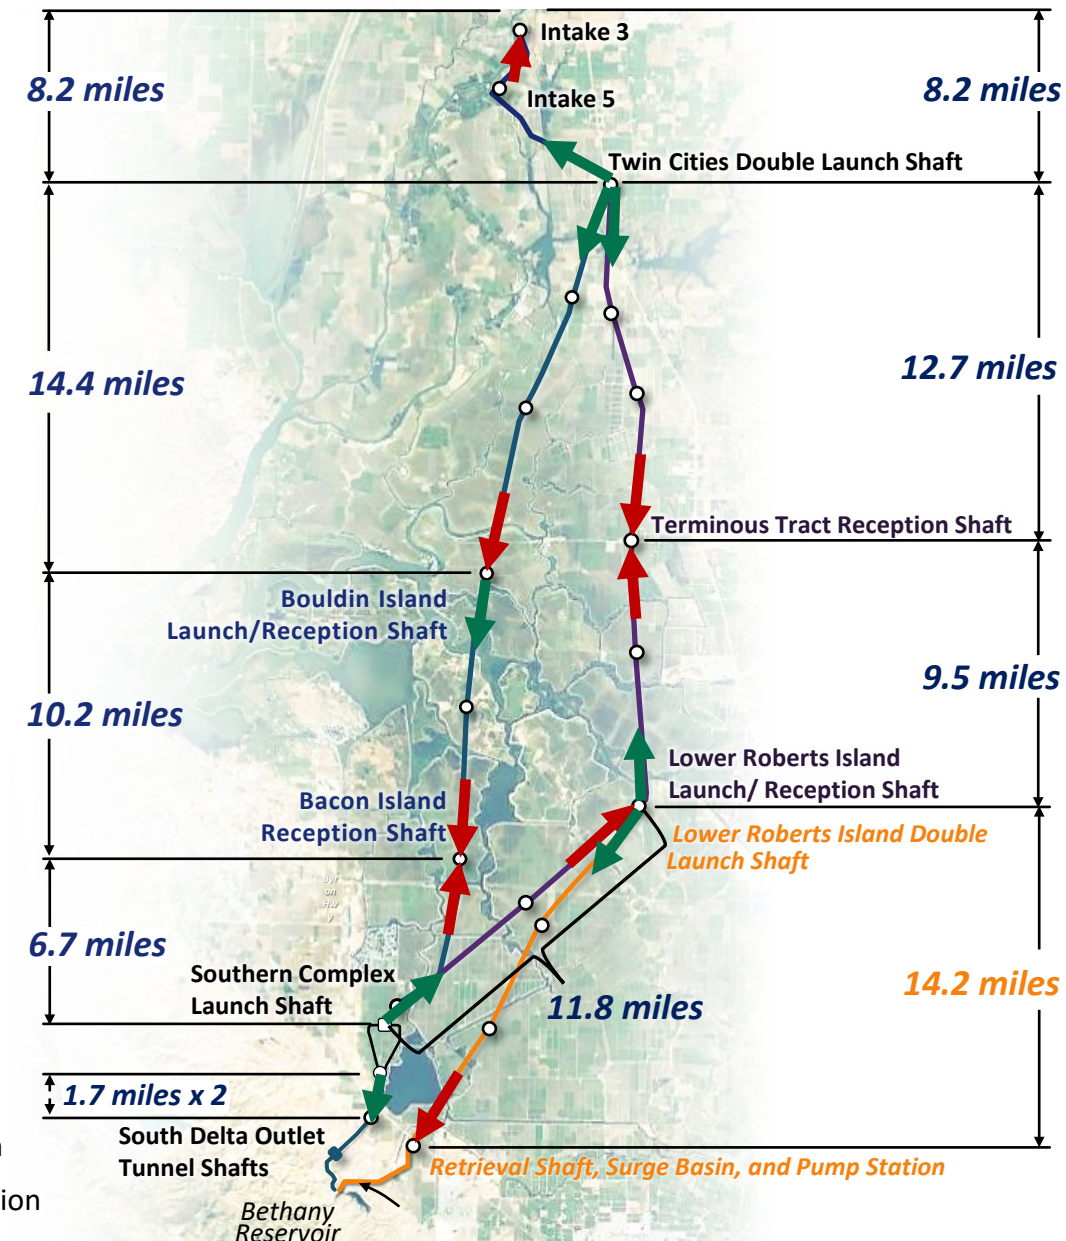 Intake 3
8.2 miles
8.2 miles
Intake 5
Twin Cities Double Launch Shaft
14.4 miles
12.7 miles
Terminous Tract Reception Shaft
Bouldin Island
Launch/Reception Shaft
9.5 miles
10.2 miles
Lower Roberts Island
Launch/ Reception Shaft
Bacon Island
Reception Shaft
Lower Roberts Island Double
Launch Shaft
Byr
on
Hw
y
6.7 miles
Southern Complex
Launch Shaft
14.2 miles
11.8 miles
1.7 miles x 2
South Delta Outlet
Tunnel Shafts
Retrieval Shaft, Surge Basin, and Pump Station
ion
Bethany
Reservoir